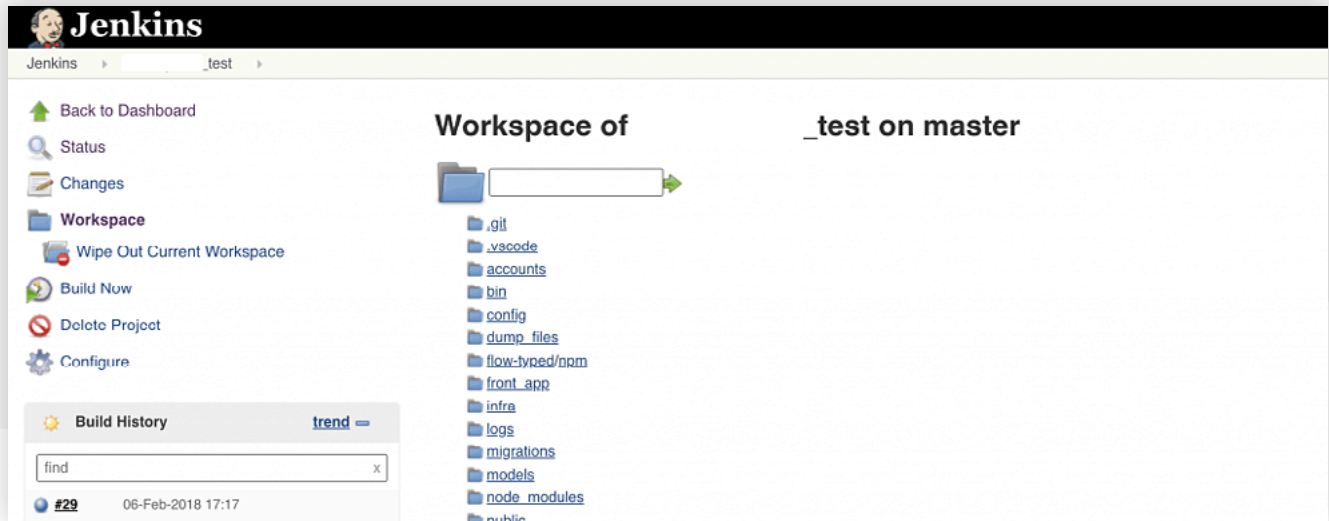 Jenkins
Jenkins _test
Back to Dashboard
Status
Changes
Workspace
Wipe Out Current Workspace
Build Now
Delete Project
Configure
Build History trend
find x
#29 06-Feb-2018 17:17
Workspace of _test on master
.git
.vscode
accounts
bin
config
dump_files
flow-typed/npm
front_app
infra
logs
migrations
models
node_modules
public